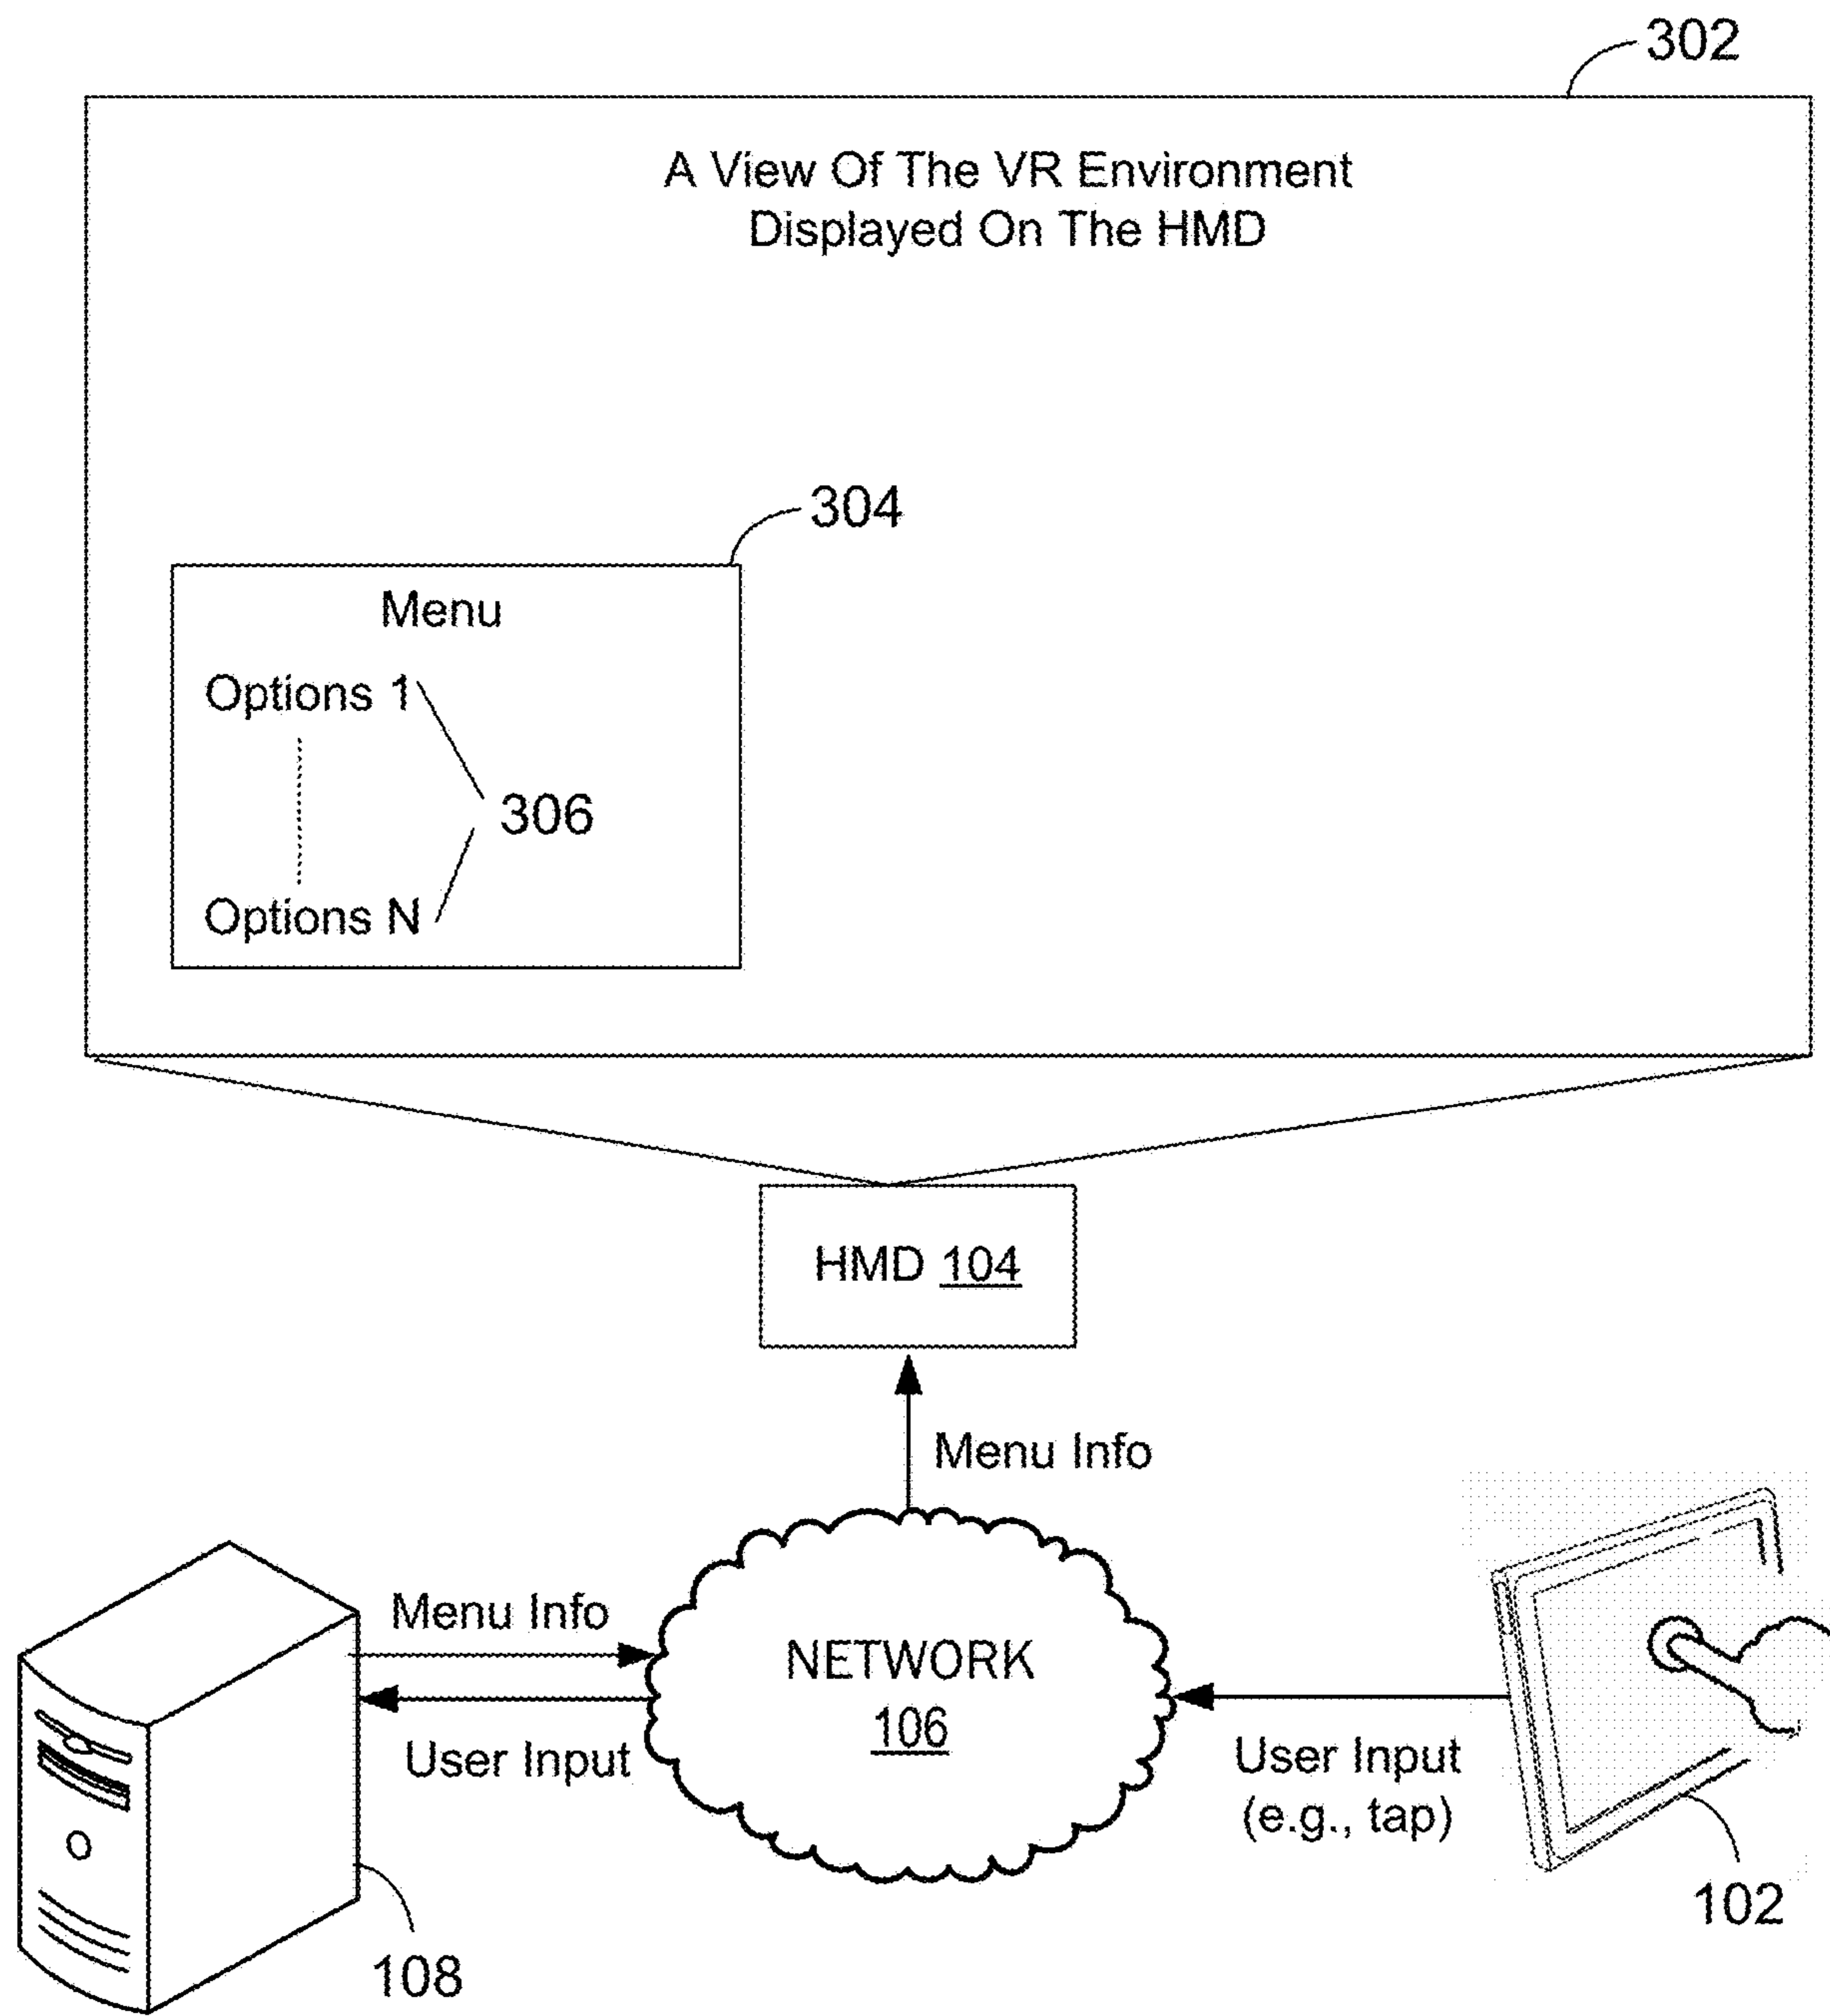 302
A View Of The VR Environment
Displayed On The HMD
304
Menu
Options 1
306
Options N
HMD 104
Menu Info
Menu Info
NETWORK
106
User Input
User Input
(e.g., tap)
102
108